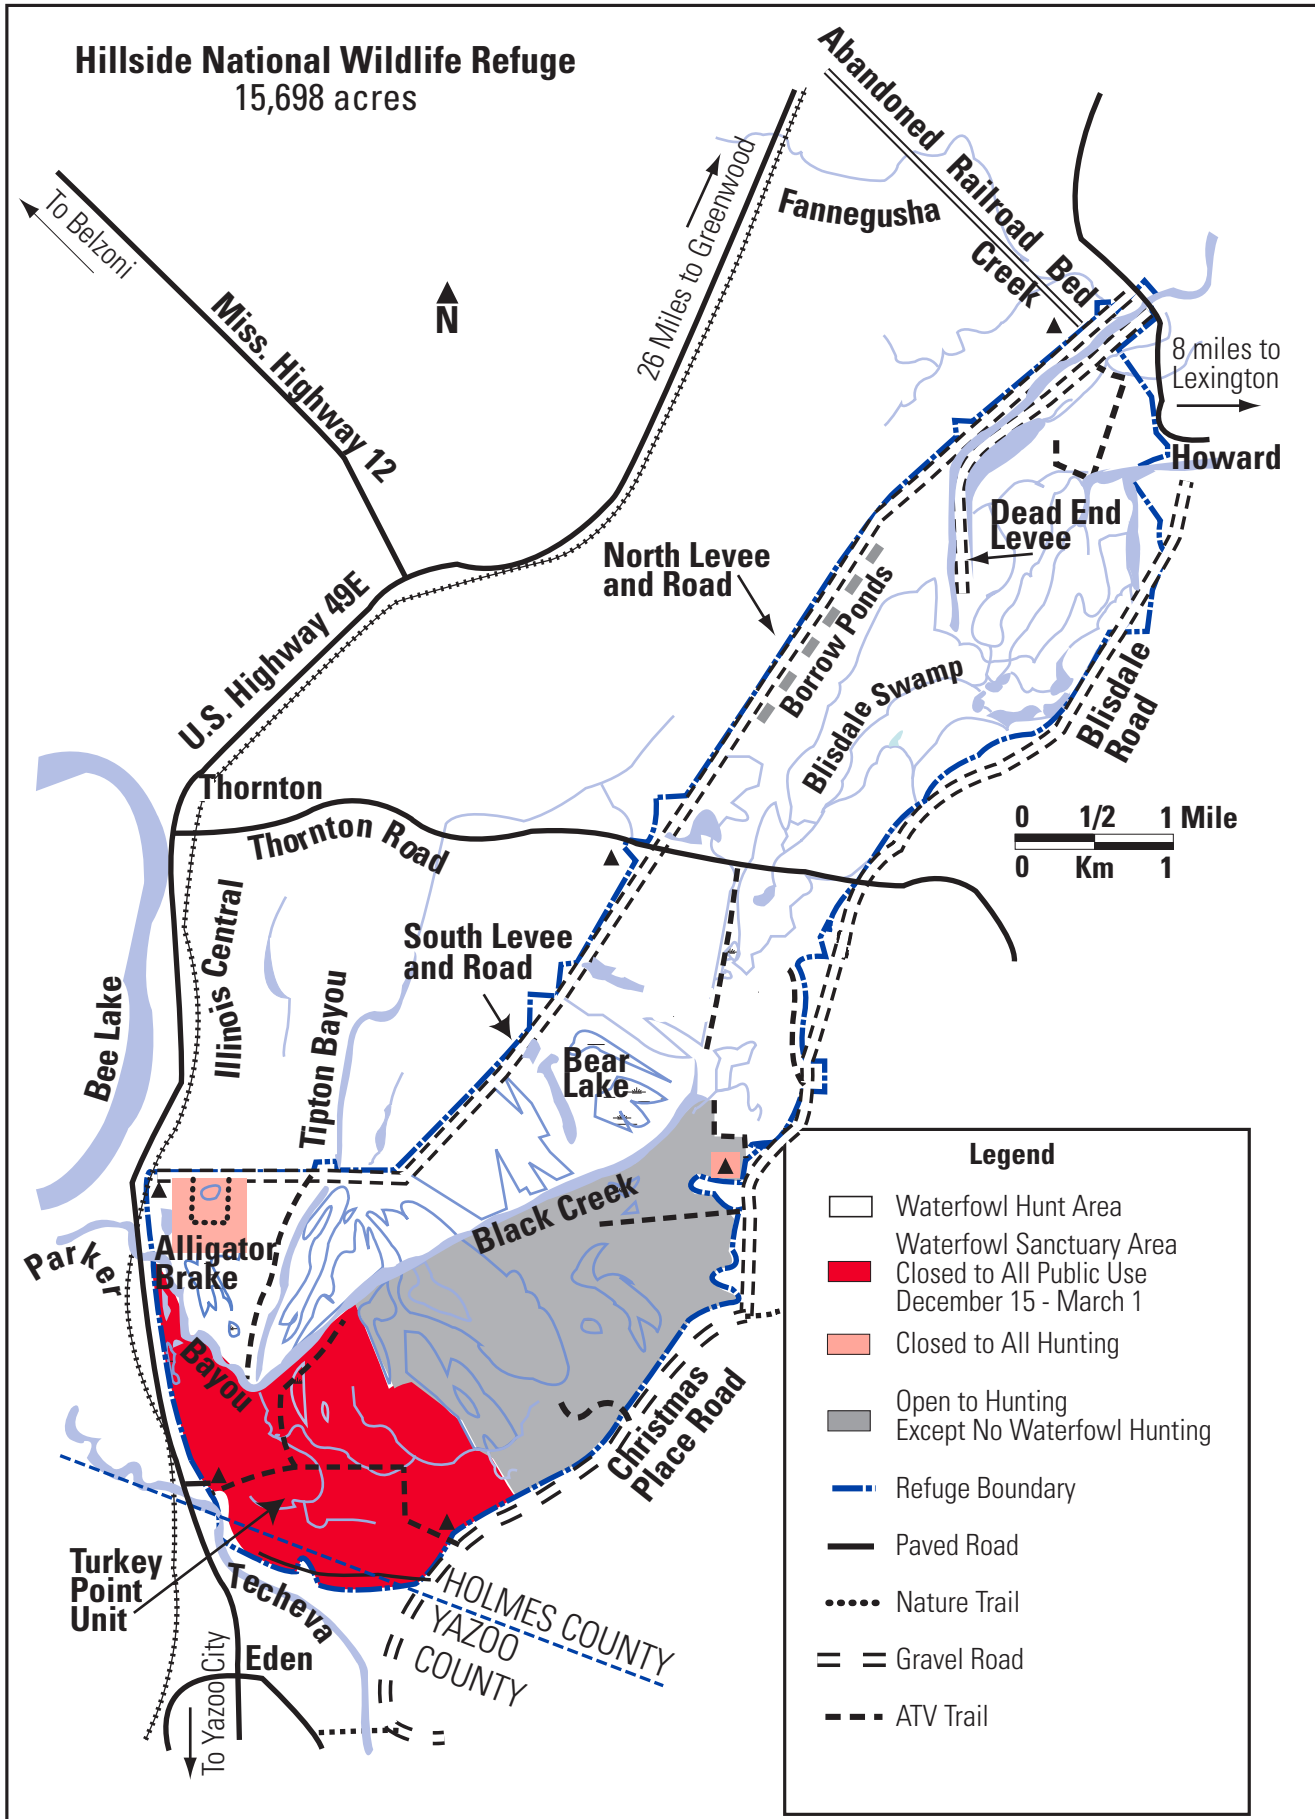 Hillside National Wildlife Refuge
15,698 acres
To Belzoni
Miss. Highway 12
N
26 Miles to Greenwood
Abandoned Railroad Bed
Fannegusha
Creek
8 miles to
Lexington
Howard
Dead End
Levee
North Levee
and Road
Borrow Ponds
Blisdale Swamp
Blisdale
Road
U.S. Highway 49E
Thornton
Thornton Road
0 1/2 1 Mile
0 Km 1
Illinois Central
Bee Lake
Tipton Bayou
South Levee
and Road
Bear
Lake
Black Creek
Alligator
Brake
Parker
Bayou
Christmas
Place Road
Turkey
Point
Unit
Techeva
Eden
To Yazoo City
HOLMES COUNTY
YAZOO
COUNTY
Legend
Waterfowl Hunt Area
Waterfowl Sanctuary Area
Closed to All Public Use
December 15 - March 1
Closed to All Hunting
Open to Hunting
Except No Waterfowl Hunting
Refuge Boundary
Paved Road
Nature Trail
Gravel Road
ATV Trail